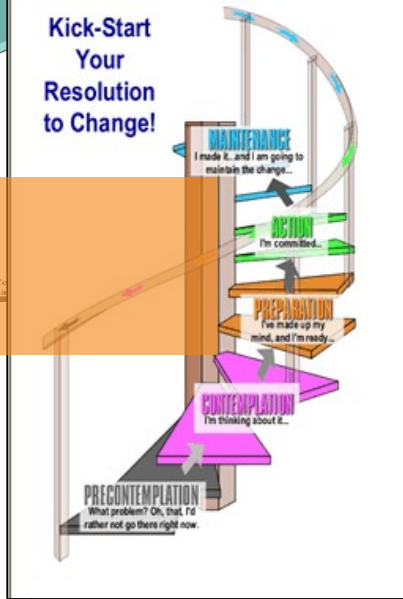 Kick-Start
Your
Resolution
to Change!
MAINTENANCE
I made it...and I am going to
maintain the change...
ACTION
I'm committed...
PREPARATION
I've made up my
mind, and I'm ready...
CONTEMPLATION
I'm thinking about it...
PRECONTEMPLATION
What problem? Oh, that, I'd
rather not go there right now.